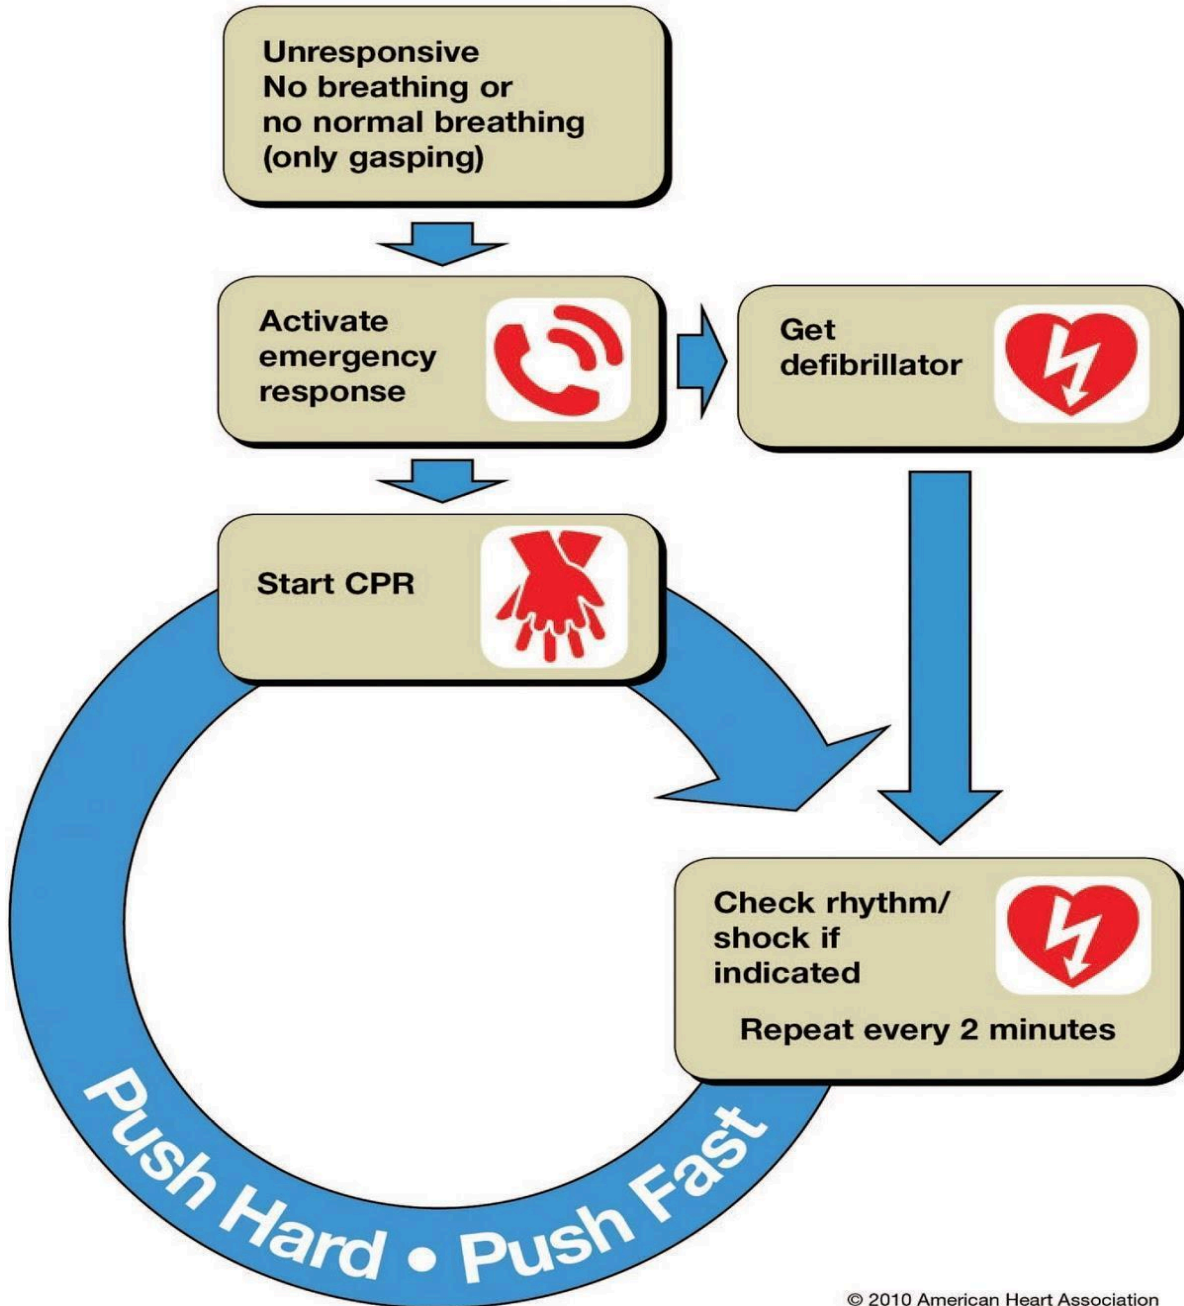 Unresponsive
No breathing or
no normal breathing
(only gasping)
Activate
emergency
response
Get
defibrillator
Start CPR
Check rhythm/
shock if
indicated
Repeat every 2 minutes
Push Hard • Push Fast
© 2010 American Heart Association